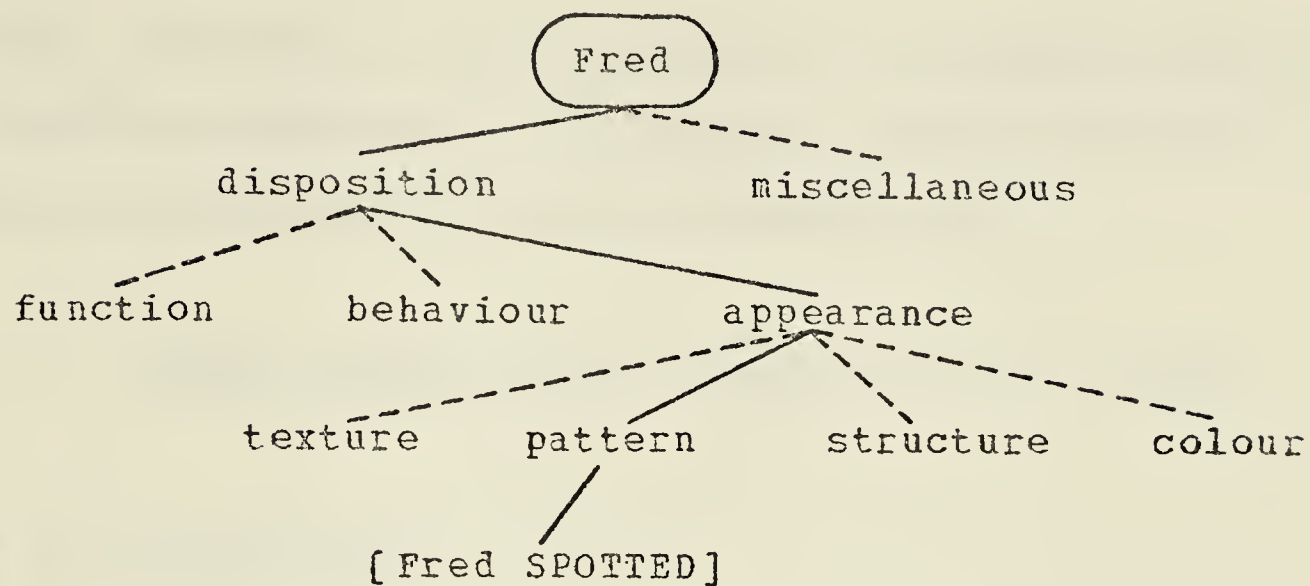 Fred
disposition miscellaneous
function behaviour appearance
texture pattern structure colour
[Fred SPOTTED]